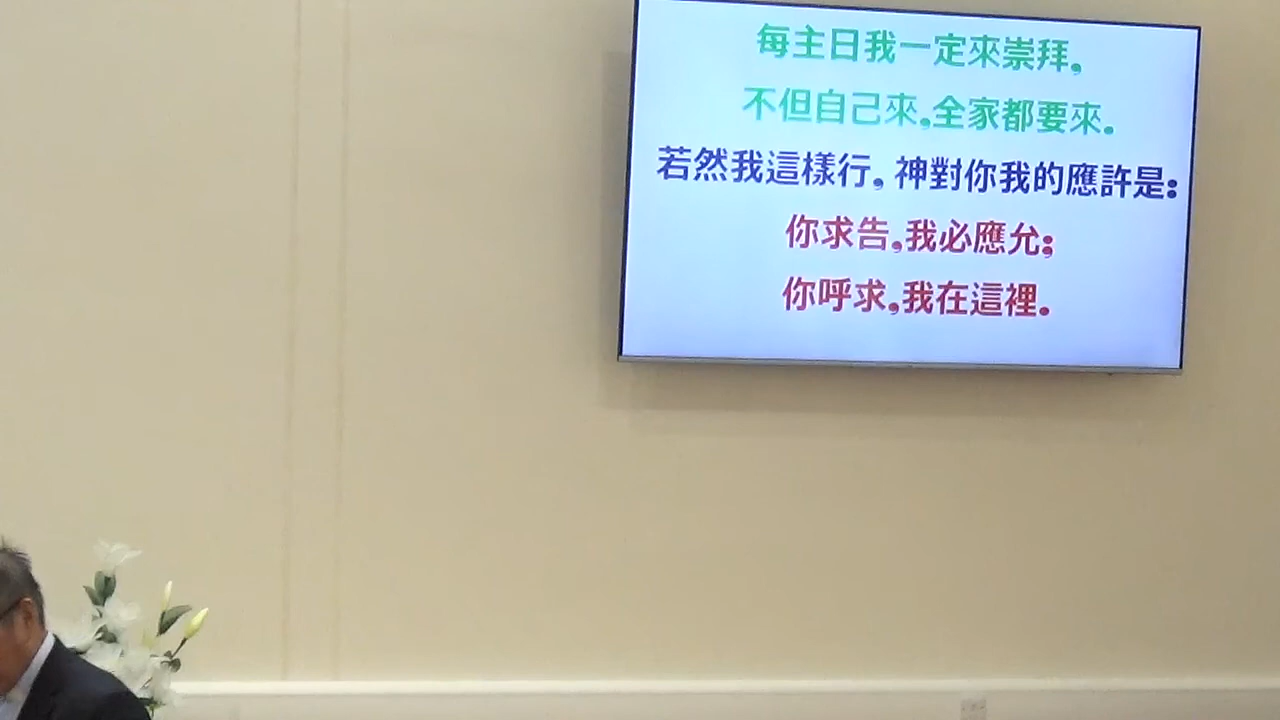 每主日我一定來崇拜,
不但自己來,全家都要來.
若然我這樣行, 神對你我的應許是:
你求告,我必應允;
你呼求,我在這裡.